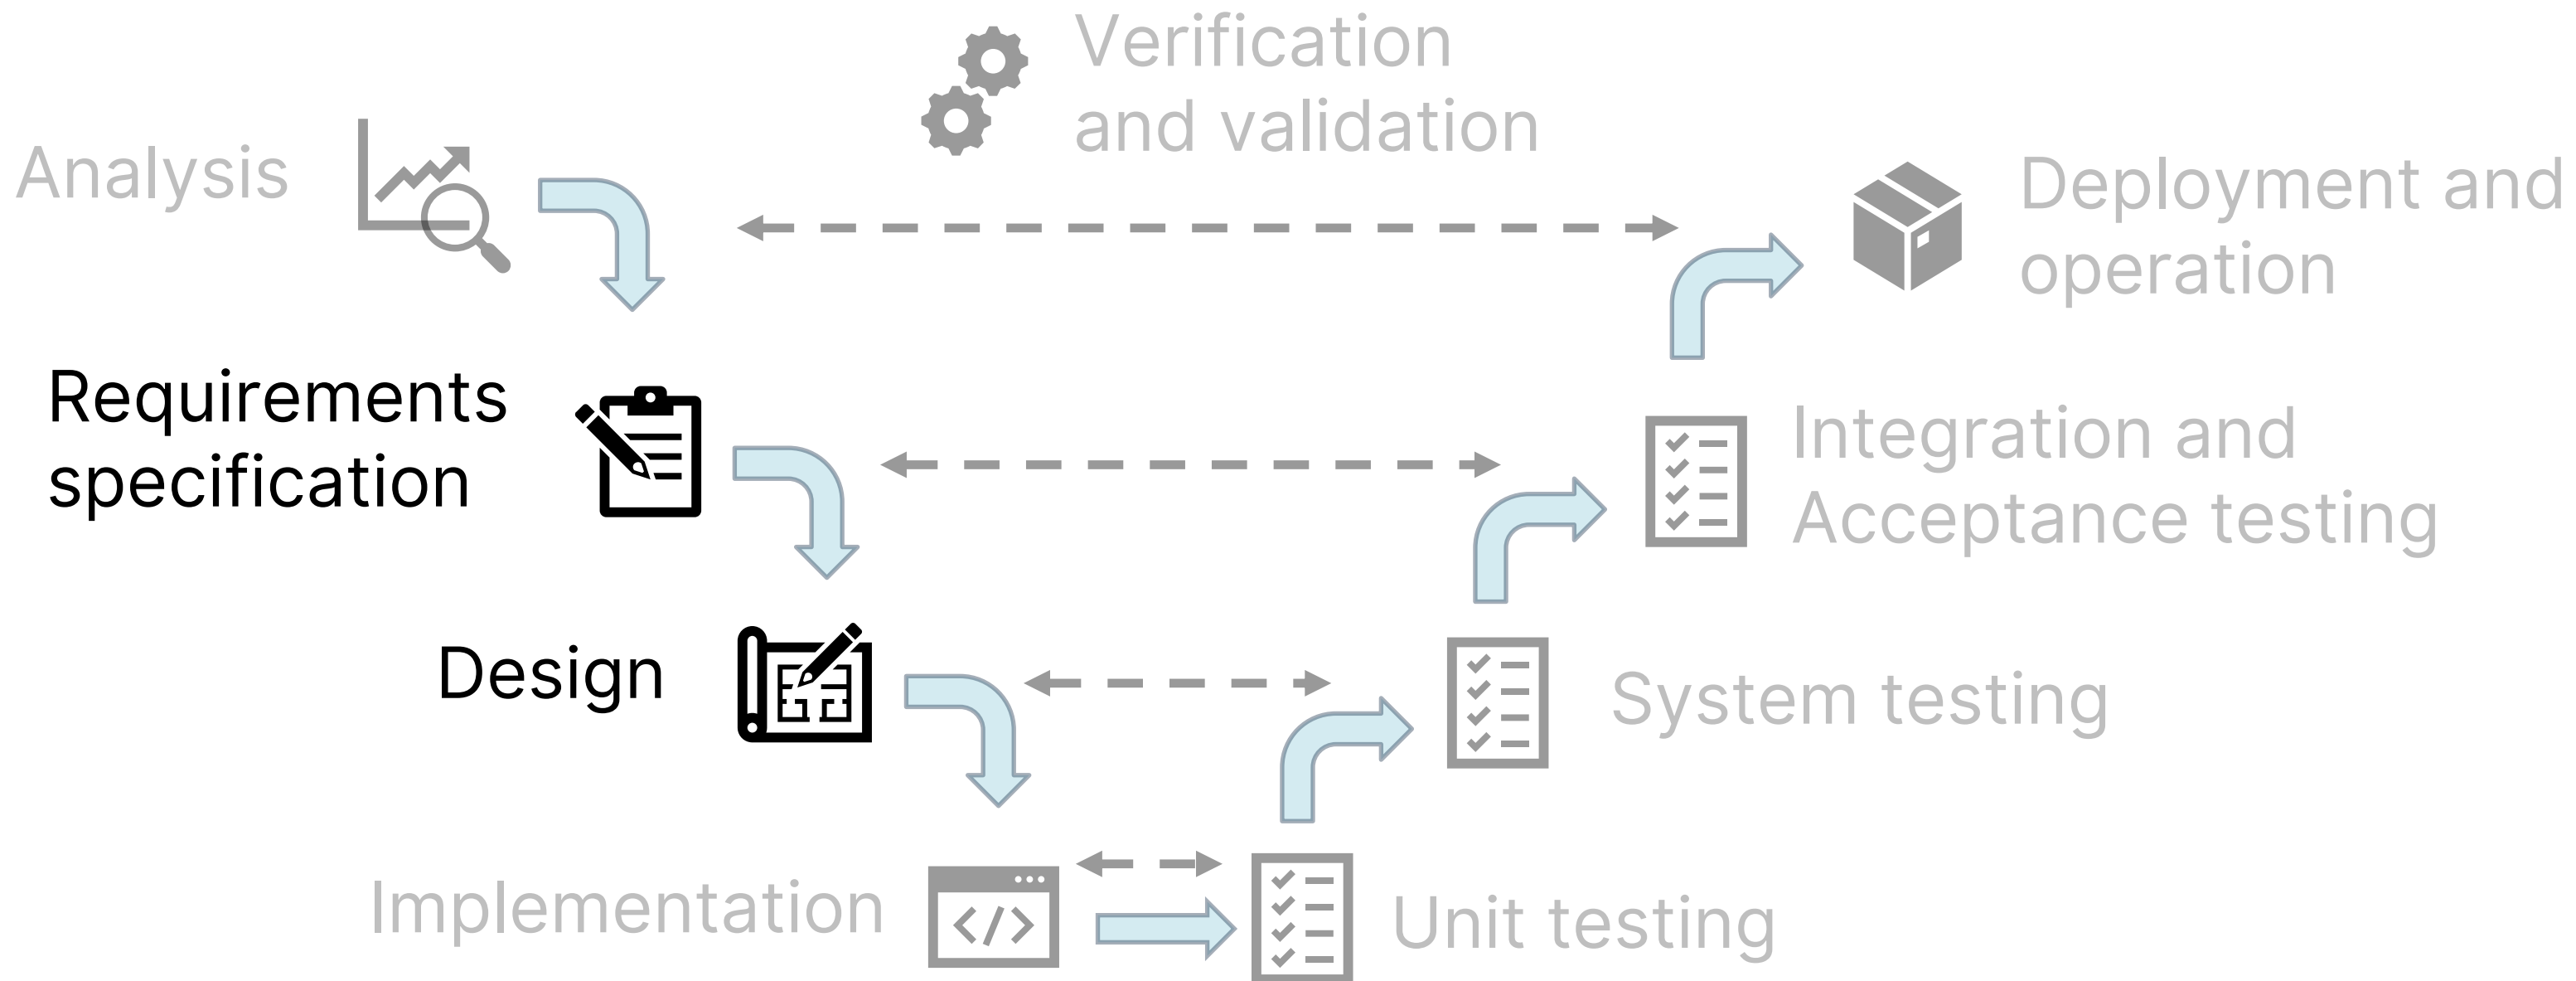 Verification
and validation
Analysis
Deployment and
operation
Requirements
specification
Integration and
Acceptance testing
Design
System testing
Implementation
</>
Unit testing